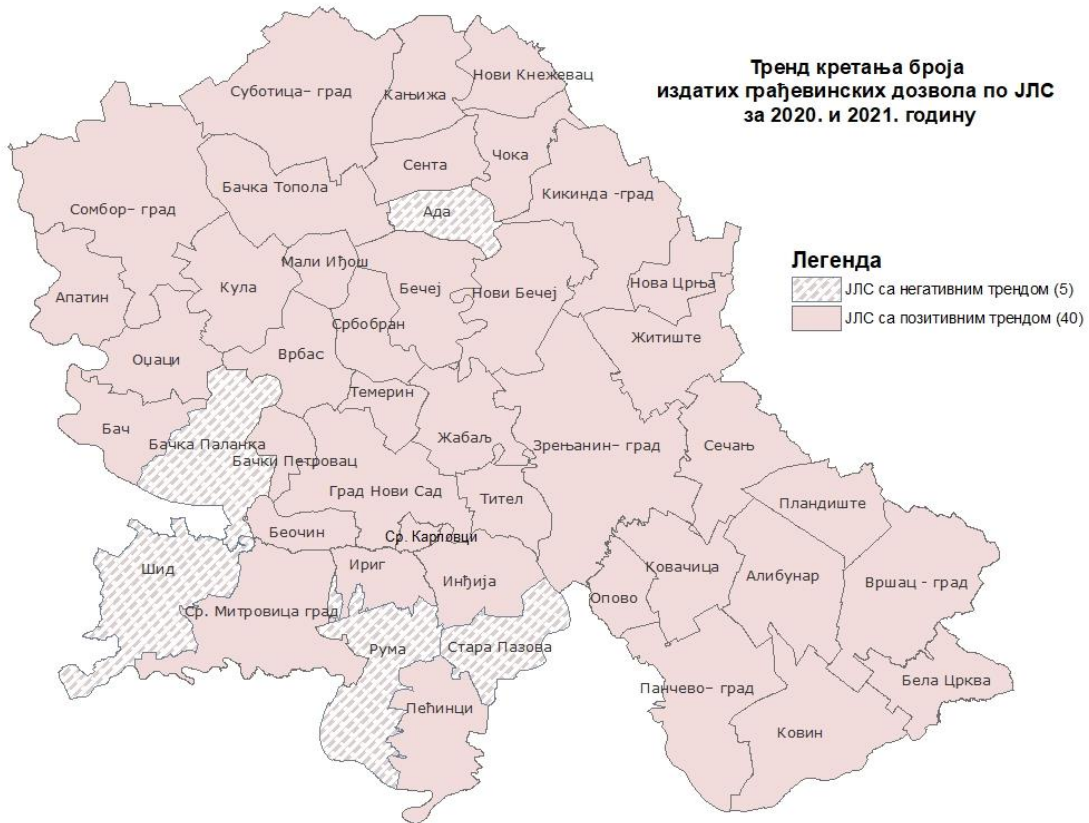 Тренд кретања броја
издатих грађевинских дозвола по ЈЛС
за 2020. и 2021. годину
Легенда
ЈЛС са негативним трендом (5)
ЈЛС са позитивним трендом (40)
Нови Кнежевац
Суботица– град
Кањижа
Чока
Сента
Бачка Топола
Кикинда -град
Сомбор– град
Ада
Мали Иђош
Нова Црња
Кула
Бечеј
Нови Бечеј
Апатин
Србобран
Житиште
Врбас
Оџаци
Темерин
Бач
Жабаљ
Бачка Паланка
Зрењанин– град
Сечањ
Бачки Петровац
Град Нови Сад
Тител
Пландиште
Беочин
Ср. Карловци
Шид
Ириг
Ковачица
Инђија
Алибунар
Вршац - град
Опово
Ср. Митровица град
Рума
Стара Пазова
Бела Црква
Панчево– град
Пећинци
Ковин